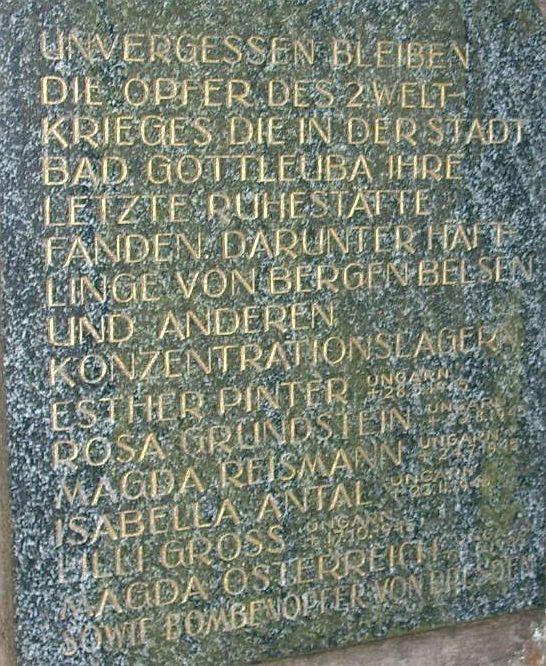 UNVERGESSEN BLEIBEN
DIE OPFER DES 2.WELT-
KRIEGES DIE IN DER STADT
BAD GOTTLEUBA IHRE
LETZTE RUHESTÄTTE
FANDEN. DARUNTER HÄFT-
LINGE VON BERGEN BELSEN
UND ANDEREN
KONZENTRATIONSLAGERN
ESTHER PINTER UNGARN
ROSA GRUNDSTEIN
MAGDA REISMANN UNGARN
ISABELLA ANTAL UNGARN
LILLI GROSS UNGARN
MAGDA ÖSTERREICH
SOWIE BOMBENOPFER VON DRESDEN